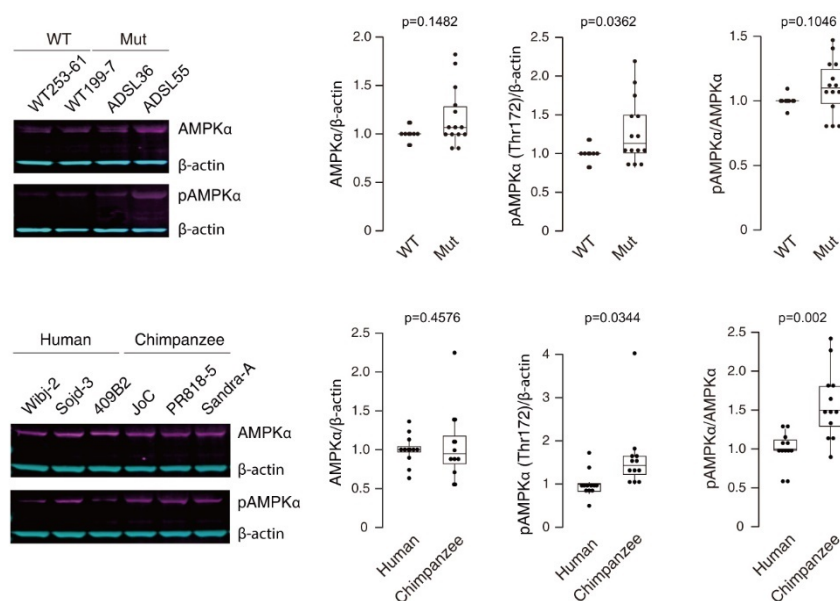 WT Mut
WT253-61 WT199-7 ADSL36 ADSL55
AMPKα
β-actin
pAMPKα
β-actin
p=0.1482
AMPKα/β-actin
2.0
1.5
1.0
0.5
0
WT Mut
p=0.0362
pAMPKα (Thr172)/β-actin
2.5
2.0
1.5
1.0
0.5
0
WT Mut
p=0.1046
pAMPKα/AMPKα
1.5
1.0
0.5
0
WT Mut
Human Chimpanzee
Wibj-2 Sojd-3 409B2 JoC PR818-5 Sandra-A
AMPKα
β-actin
pAMPKα
β-actin
p=0.4576
AMPKα/β-actin
2.5
2.0
1.5
1.0
0.5
0
Human Chimpanzee
p=0.0344
pAMPKα (Thr172)/β-actin
4
3
2
1
0
Human Chimpanzee
p=0.002
pAMPKα/AMPKα
2.5
2.0
1.5
1.0
0.5
0
Human Chimpanzee